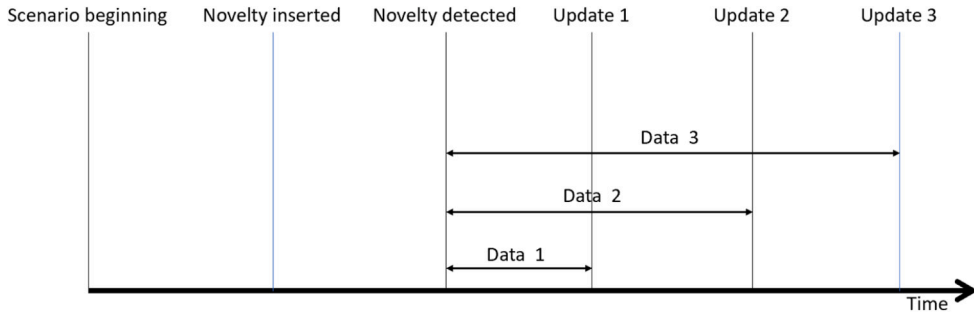 Scenario beginning
Novelty inserted
Novelty detected
Update 1
Update 2
Update 3
Data 3
Data 2
Data 1
Time